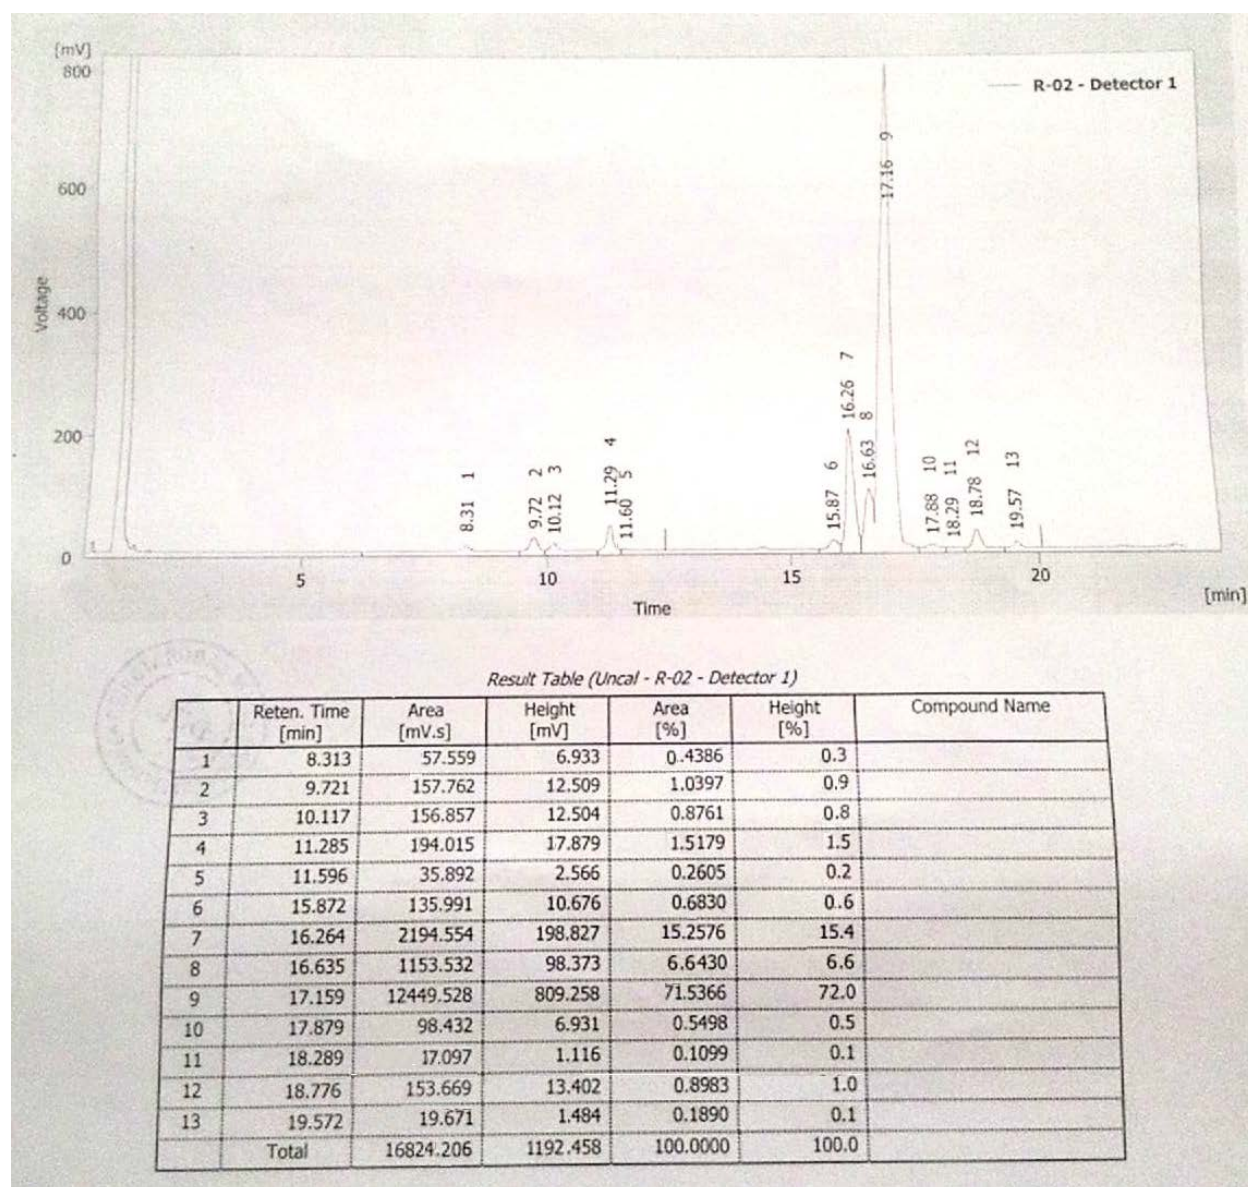 [mV]
800
R-02 - Detector 1
600
Voltage
400
200
0
17.16 9
16.26 7
16.63 8
8.31 1
9.72 2
10.12 3
11.29 4
11.60 5
15.87 6
17.88 10
18.29 11
18.78 12
19.57 13
5 10 15 20
Time [min]
Result Table (Uncal - R-02 - Detector 1)
Reten. Time [min] Area [mV.s] Height [mV] Area [%] Height [%] Compound Name
1 8.313 57.559 6.933 0.4386 0.3
2 9.721 157.762 12.509 1.0397 0.9
3 10.117 156.857 12.504 0.8761 0.8
4 11.285 194.015 17.879 1.5179 1.5
5 11.596 35.892 2.566 0.2605 0.2
6 15.872 135.991 10.676 0.6830 0.6
7 16.264 2194.554 198.827 15.2576 15.4
8 16.635 1153.532 98.373 6.6430 6.6
9 17.159 12449.528 809.258 71.5366 72.0
10 17.879 98.432 6.931 0.5498 0.5
11 18.289 17.097 1.116 0.1099 0.1
12 18.776 153.669 13.402 0.8983 1.0
13 19.572 19.671 1.484 0.1890 0.1
Total 16824.206 1192.458 100.0000 100.0